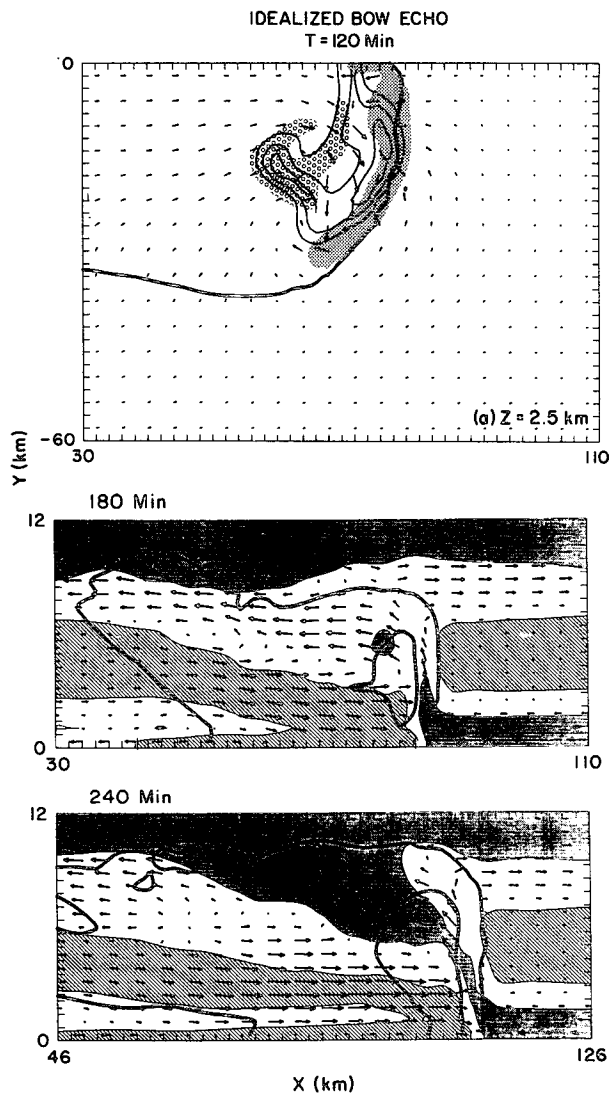 IDEALIZED BOW ECHO
T = 120 Min
0
Y (km)
-60
30
110
(a) Z = 2.5 km
180 Min
12
0
30
110
240 Min
12
0
46
126
X (km)